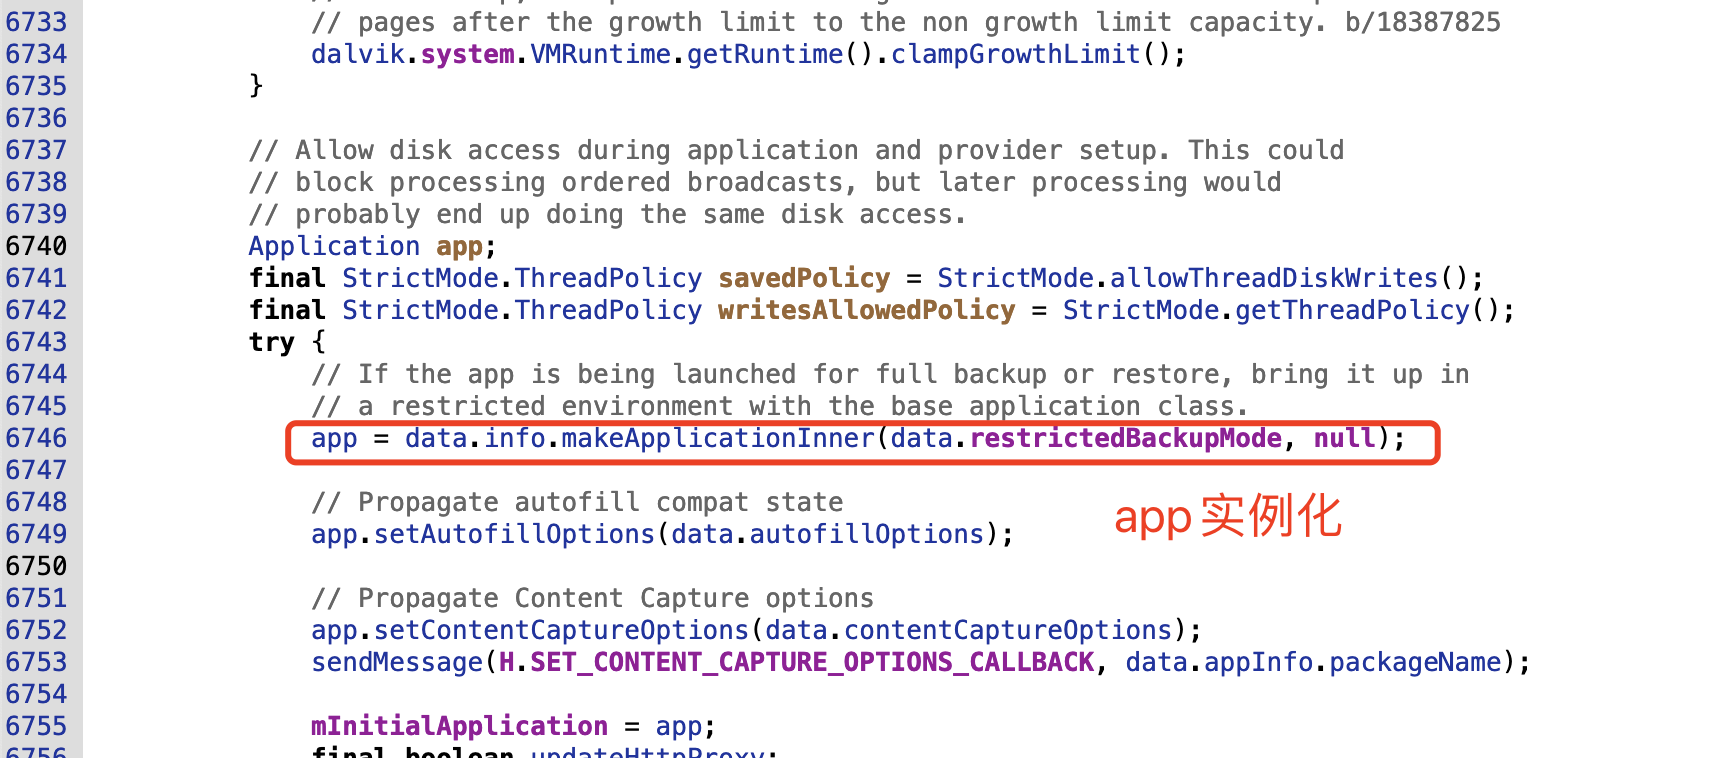 6733 // pages after the growth limit to the non growth limit capacity. b/18387825
6734 dalvik.system.VMRuntime.getRuntime().clampGrowthLimit();
6735 }
6736
6737 // Allow disk access during application and provider setup. This could
6738 // block processing ordered broadcasts, but later processing would
6739 // probably end up doing the same disk access.
6740 Application app;
6741 final StrictMode.ThreadPolicy savedPolicy = StrictMode.allowThreadDiskWrites();
6742 final StrictMode.ThreadPolicy writesAllowedPolicy = StrictMode.getThreadPolicy();
6743 try {
6744 // If the app is being launched for full backup or restore, bring it up in
6745 // a restricted environment with the base application class.
6746 app = data.info.makeApplicationInner(data.restrictedBackupMode, null);
6747
6748 // Propagate autofill compat state
app实例化
6749 app.setAutofillOptions(data.autofillOptions);
6750
6751 // Propagate Content Capture options
6752 app.setContentCaptureOptions(data.contentCaptureOptions);
6753 sendMessage(H.SET_CONTENT_CAPTURE_OPTIONS_CALLBACK, data.appInfo.packageName);
6754
6755 mInitialApplication = app;
6756 final boolean updateHttpProxy;